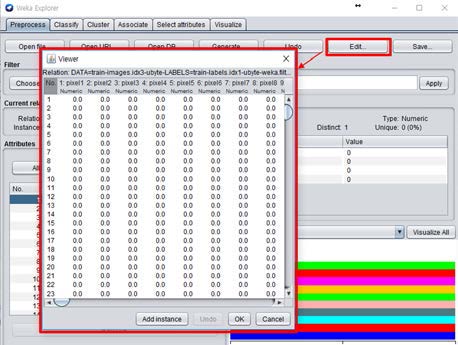 Weka Explorer
Preprocess Classify Cluster Associate Select attributes Visualize
Open file... Open URL... Open DB... Generate... Undo Edit... Save...
Filter
Choose Apply
Viewer
Relation: DATA=train-images.idx3-ubyte-LABELS=train-labels.idx1-ubyte-weka.filt...
No. 1: pixel1 2: pixel2 3: pixel3 4: pixel4 5: pixel5 6: pixel6 7: pixel7 8: pixel8 9
Numeric Numeric Numeric Numeric Numeric Numeric Numeric Numeric Nu
1 0.0 0.0 0.0 0.0 0.0 0.0 0.0 0.0
2 0.0 0.0 0.0 0.0 0.0 0.0 0.0 0.0
3 0.0 0.0 0.0 0.0 0.0 0.0 0.0 0.0
4 0.0 0.0 0.0 0.0 0.0 0.0 0.0 0.0
5 0.0 0.0 0.0 0.0 0.0 0.0 0.0 0.0
6 0.0 0.0 0.0 0.0 0.0 0.0 0.0 0.0
7 0.0 0.0 0.0 0.0 0.0 0.0 0.0 0.0
8 0.0 0.0 0.0 0.0 0.0 0.0 0.0 0.0
9 0.0 0.0 0.0 0.0 0.0 0.0 0.0 0.0
10 0.0 0.0 0.0 0.0 0.0 0.0 0.0 0.0
11 0.0 0.0 0.0 0.0 0.0 0.0 0.0 0.0
12 0.0 0.0 0.0 0.0 0.0 0.0 0.0 0.0
13 0.0 0.0 0.0 0.0 0.0 0.0 0.0 0.0
14 0.0 0.0 0.0 0.0 0.0 0.0 0.0 0.0
15 0.0 0.0 0.0 0.0 0.0 0.0 0.0 0.0
16 0.0 0.0 0.0 0.0 0.0 0.0 0.0 0.0
17 0.0 0.0 0.0 0.0 0.0 0.0 0.0 0.0
18 0.0 0.0 0.0 0.0 0.0 0.0 0.0 0.0
19 0.0 0.0 0.0 0.0 0.0 0.0 0.0 0.0
20 0.0 0.0 0.0 0.0 0.0 0.0 0.0 0.0
21 0.0 0.0 0.0 0.0 0.0 0.0 0.0 0.0
22 0.0 0.0 0.0 0.0 0.0 0.0 0.0 0.0
23 0.0 0.0 0.0 0.0 0.0 0.0 0.0 0.0
Add instance Undo OK Cancel
Current rela
Relation
Instance
Attributes
All
No.
Type: Numeric
Distinct: 1 Unique: 0 (0%)
Value
0
0
0
0
Visualize All